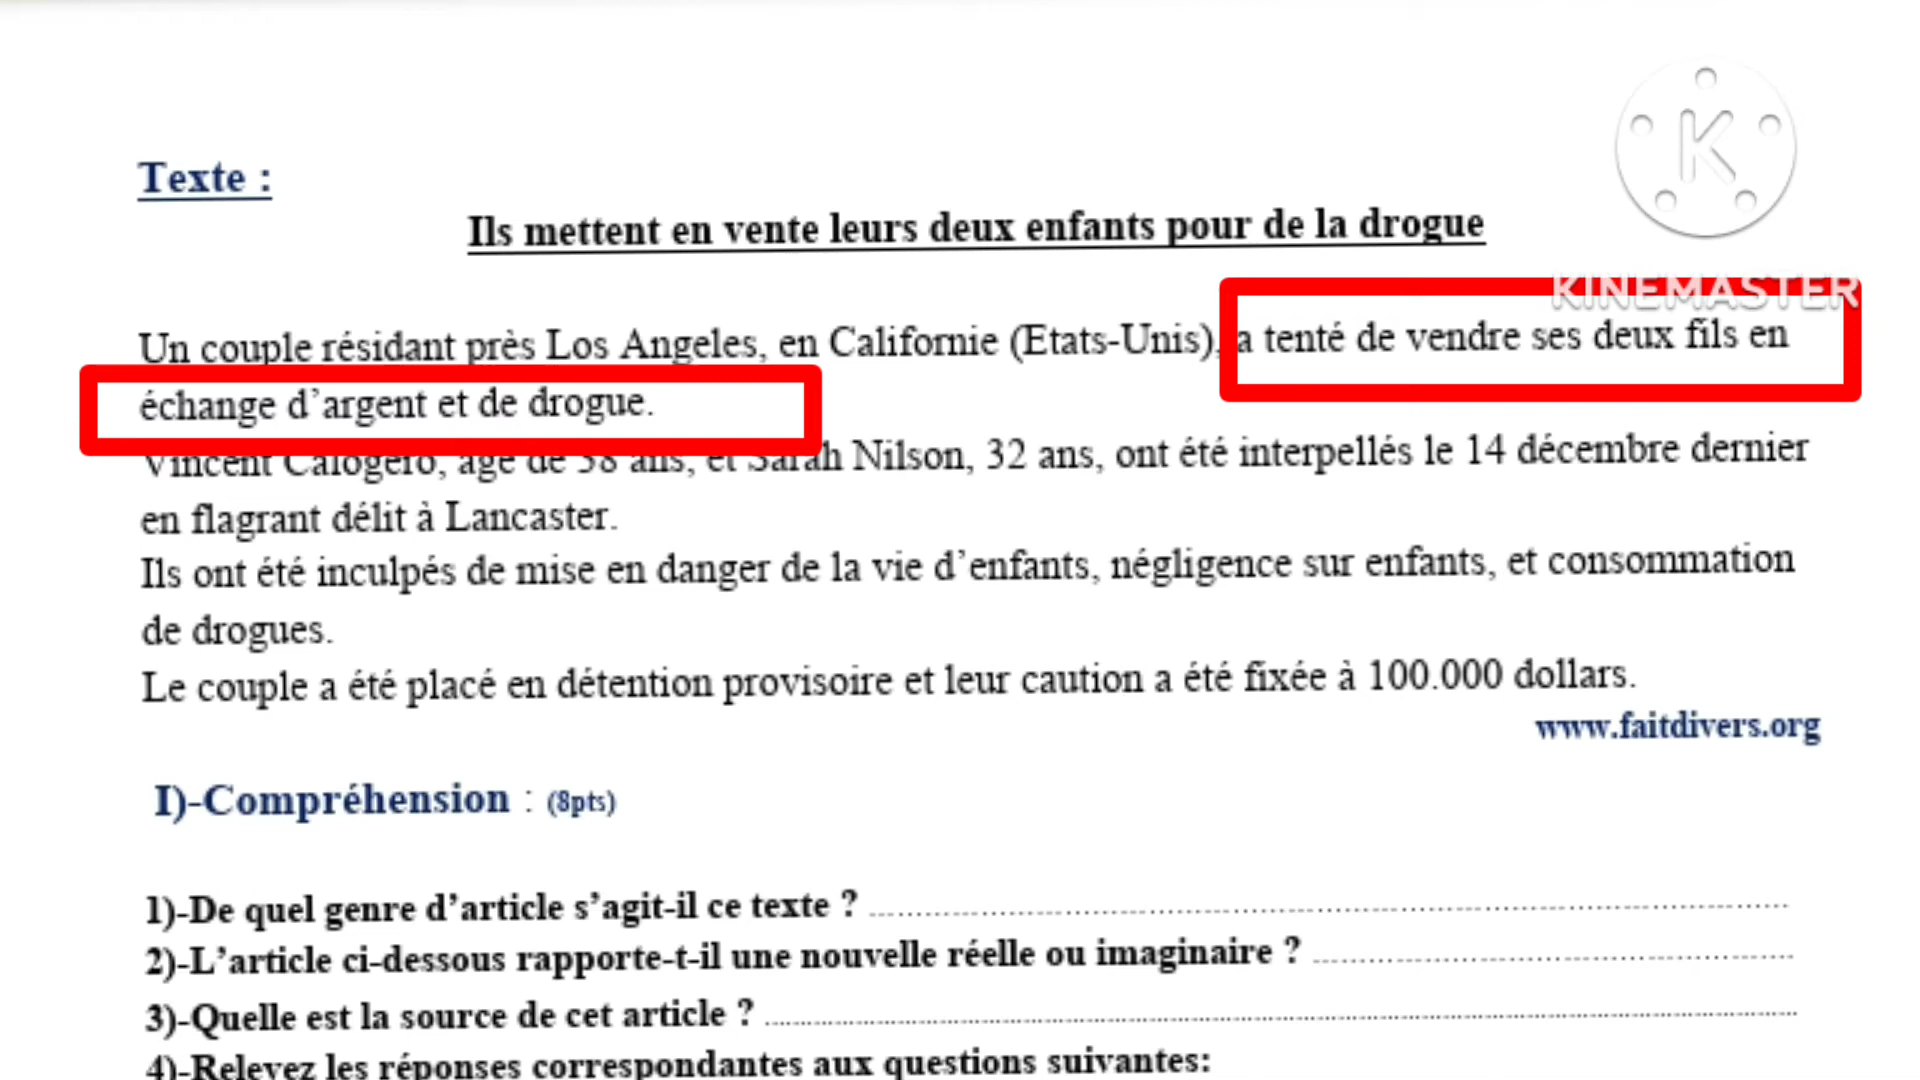 Texte :
Ils mettent en vente leurs deux enfants pour de la drogue
K
KINEMASTER
Un couple résidant près Los Angeles, en Californie (Etats-Unis), a tenté de vendre ses deux fils en
échange d’argent et de drogue.
Vincent Calogero, âgé de 38 ans, et Sarah Nilson, 32 ans, ont été interpellés le 14 décembre dernier
en flagrant délit à Lancaster.
Ils ont été inculpés de mise en danger de la vie d’enfants, négligence sur enfants, et consommation
de drogues.
Le couple a été placé en détention provisoire et leur caution a été fixée à 100.000 dollars.
www.faitdivers.org
I)-Compréhension : (8pts)
1)-De quel genre d’article s’agit-il ce texte ?
2)-L’article ci-dessous rapporte-t-il une nouvelle réelle ou imaginaire ?
3)-Quelle est la source de cet article ?
4)-Relevez les réponses correspondantes aux questions suivantes: